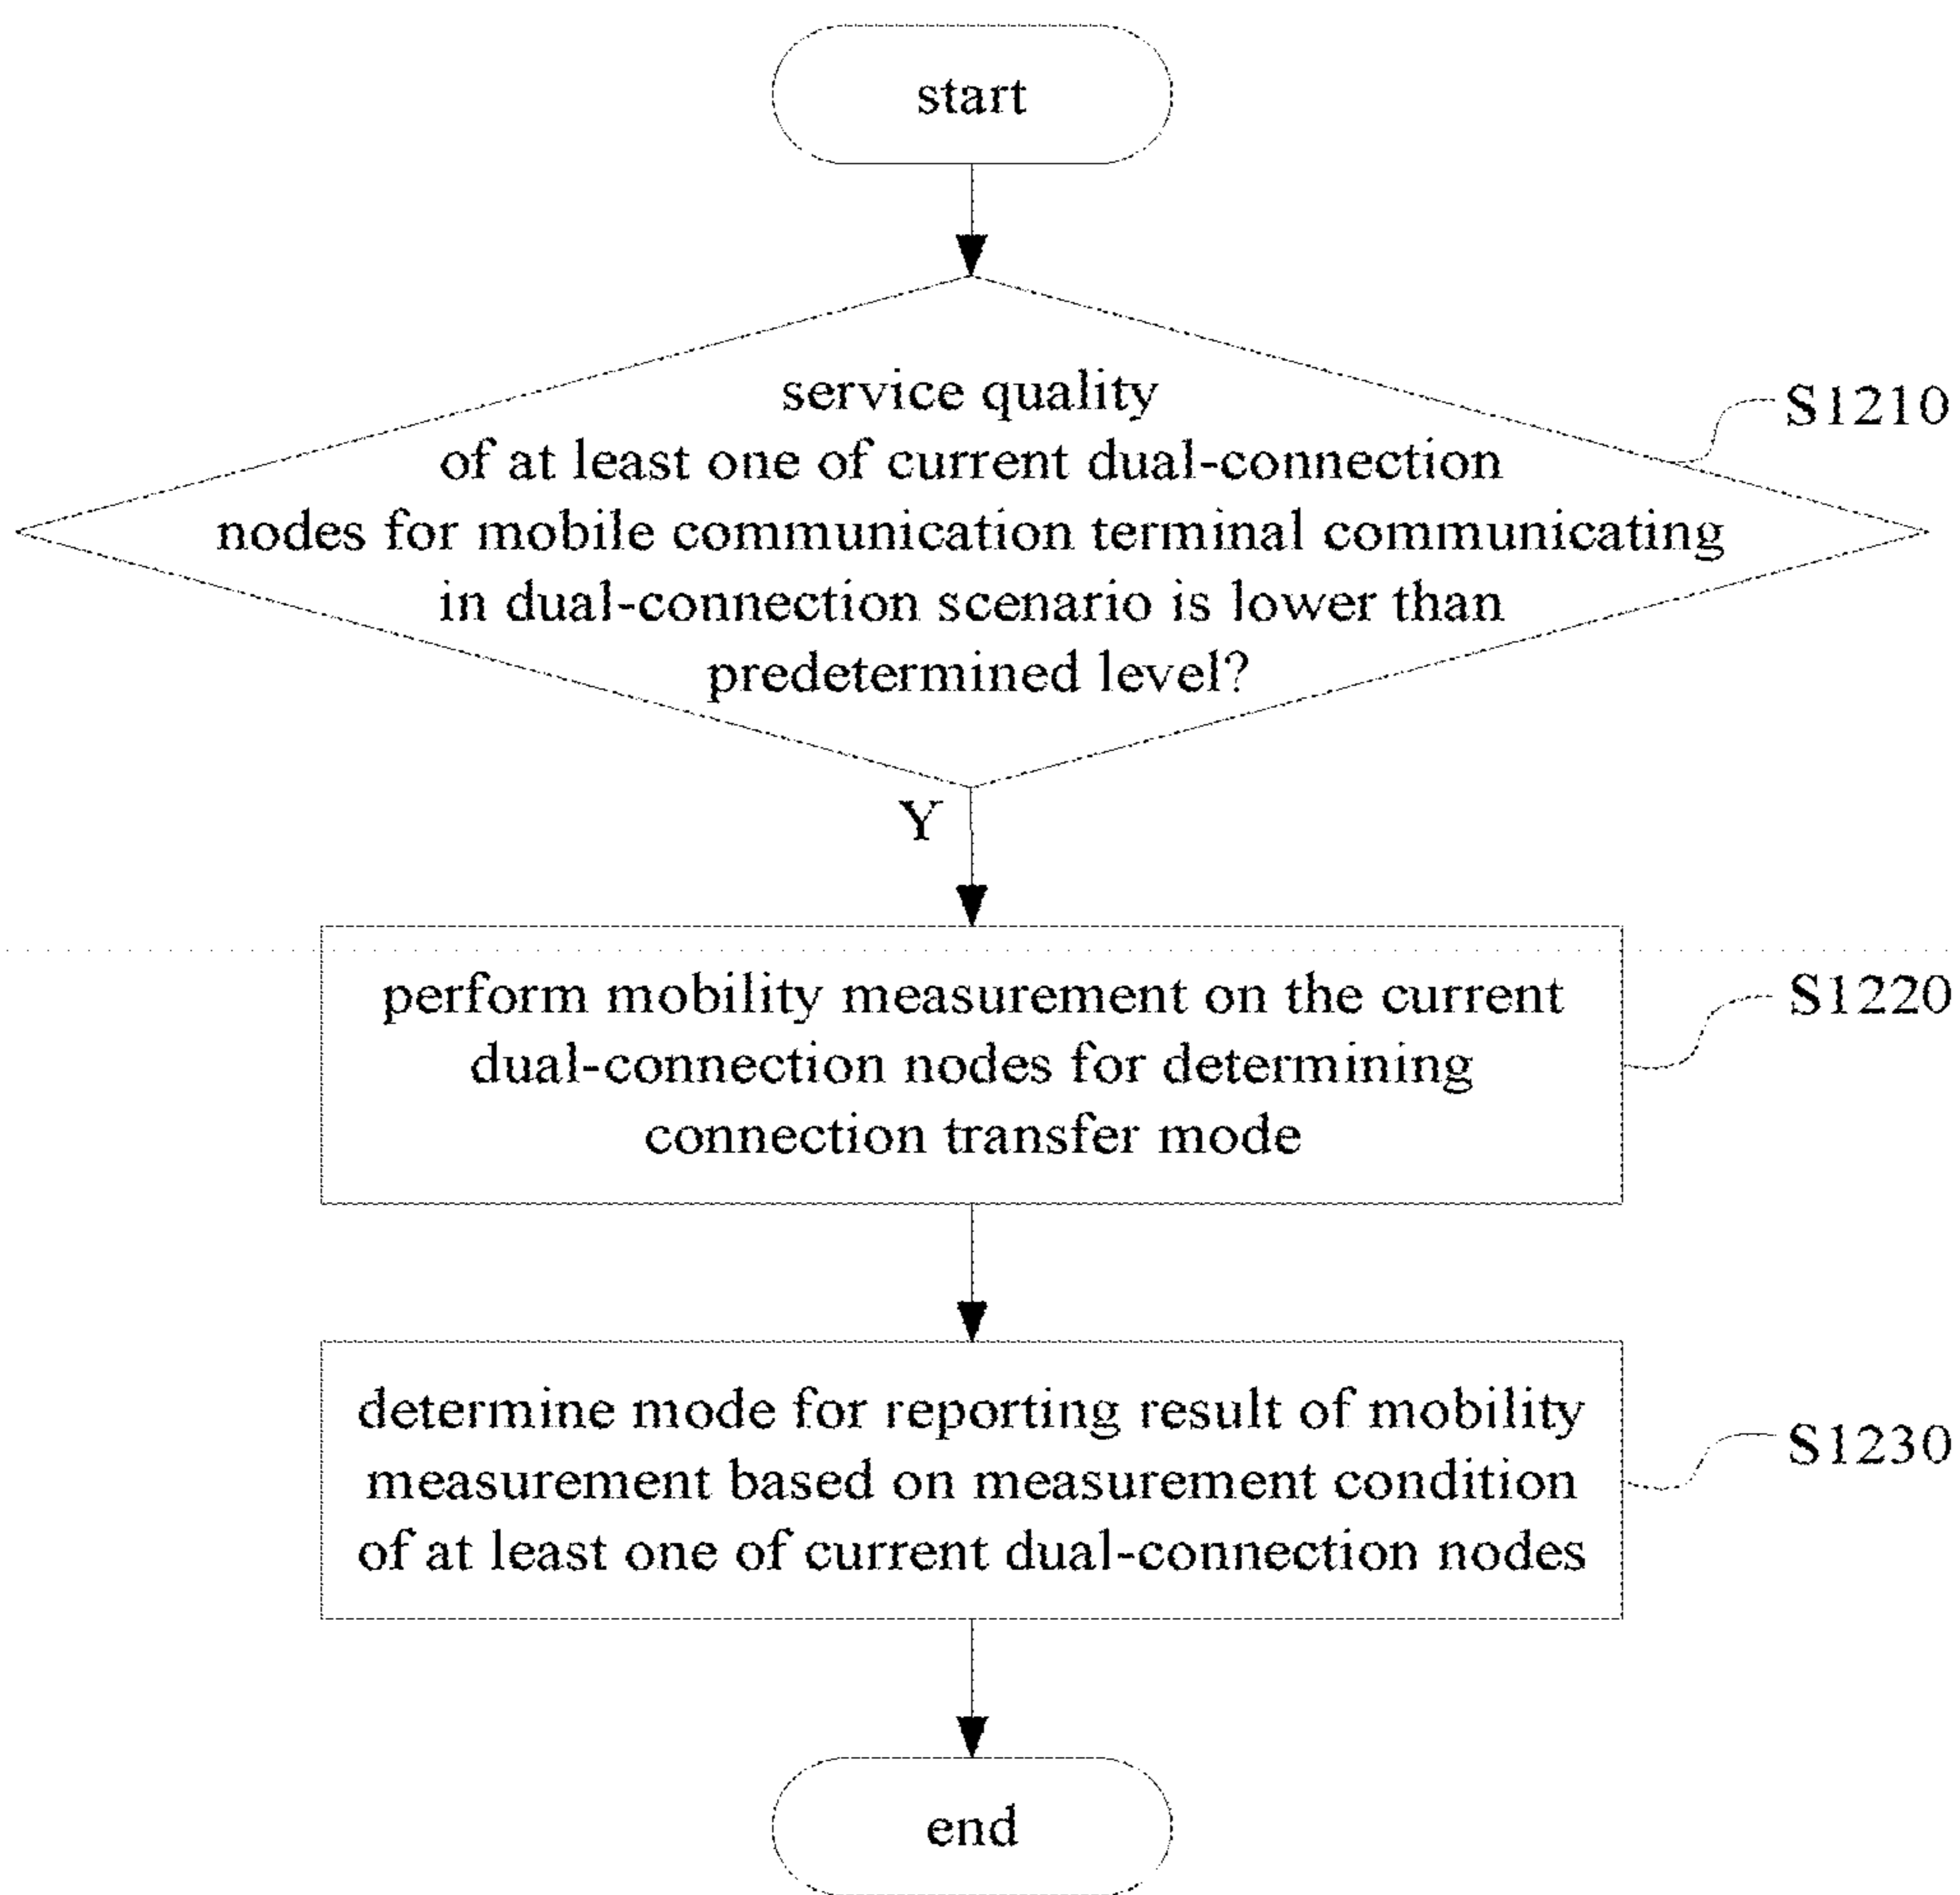 start
service quality
of at least one of current dual-connection
nodes for mobile communication terminal communicating
in dual-connection scenario is lower than
predetermined level?
S1210
Y
perform mobility measurement on the current
dual-connection nodes for determining
connection transfer mode
S1220
determine mode for reporting result of mobility
measurement based on measurement condition
of at least one of current dual-connection nodes
S1230
end